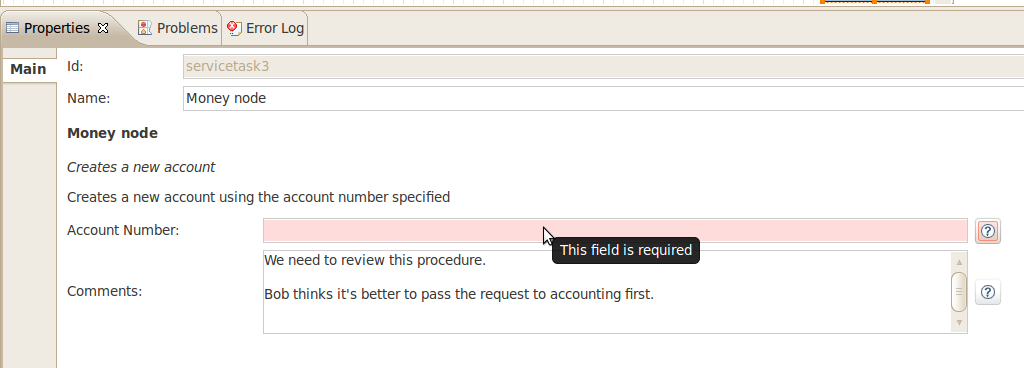 Properties Problems Error Log
Main
Id: servicetask3
Name: Money node
Money node
Creates a new account
Creates a new account using the account number specified
Account Number:
This field is required
We need to review this procedure.
Comments:
Bob thinks it's better to pass the request to accounting first.